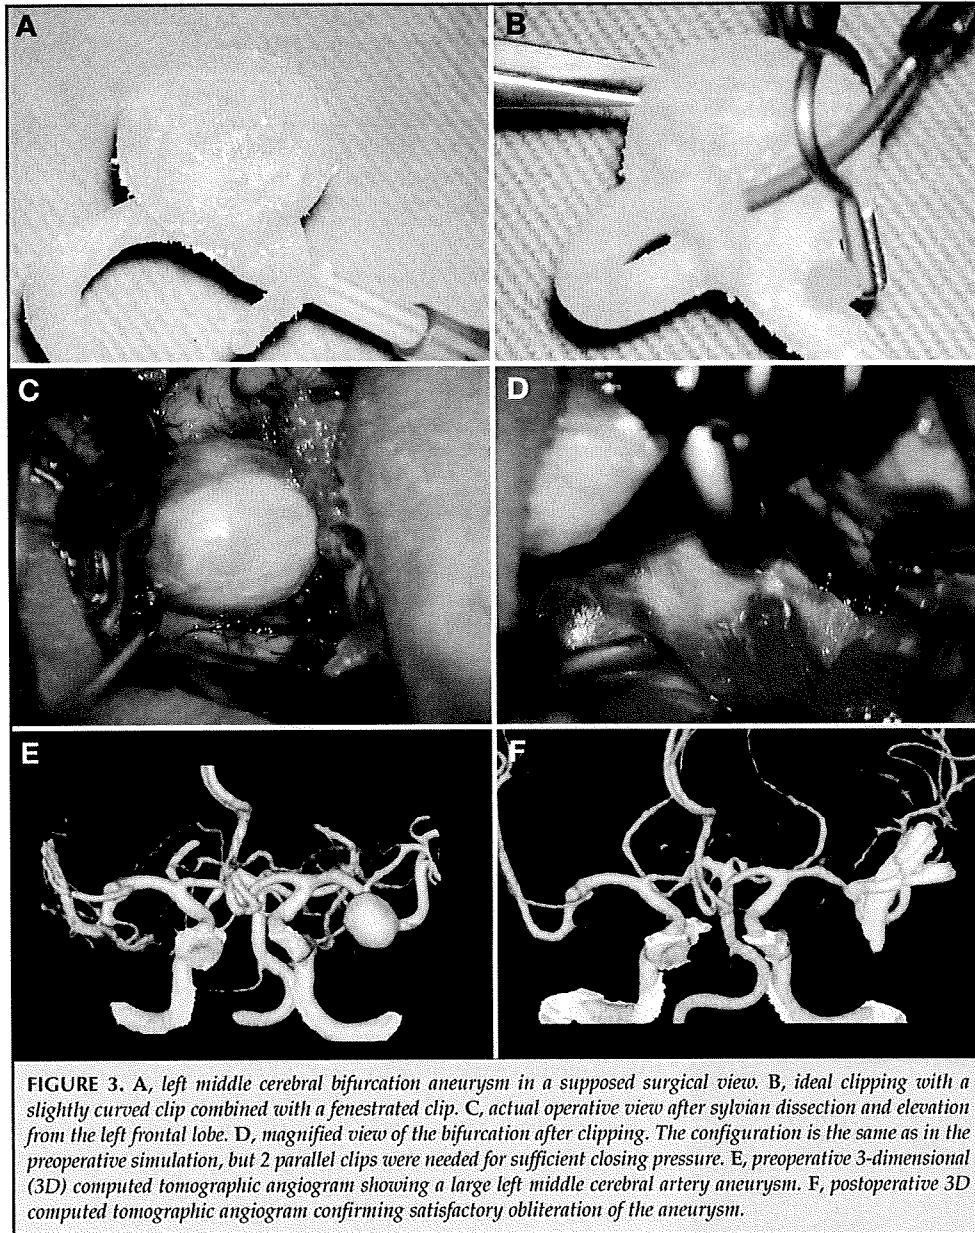 A
B
C
D
E
F
FIGURE 3. A, left middle cerebral bifurcation aneurysm in a supposed surgical view. B, ideal clipping with a
slightly curved clip combined with a fenestrated clip. C, actual operative view after sylvian dissection and elevation
from the left frontal lobe. D, magnified view of the bifurcation after clipping. The configuration is the same as in the
preoperative simulation, but 2 parallel clips were needed for sufficient closing pressure. E, preoperative 3-dimensional
(3D) computed tomographic angiogram showing a large left middle cerebral artery aneurysm. F, postoperative 3D
computed tomographic angiogram confirming satisfactory obliteration of the aneurysm.